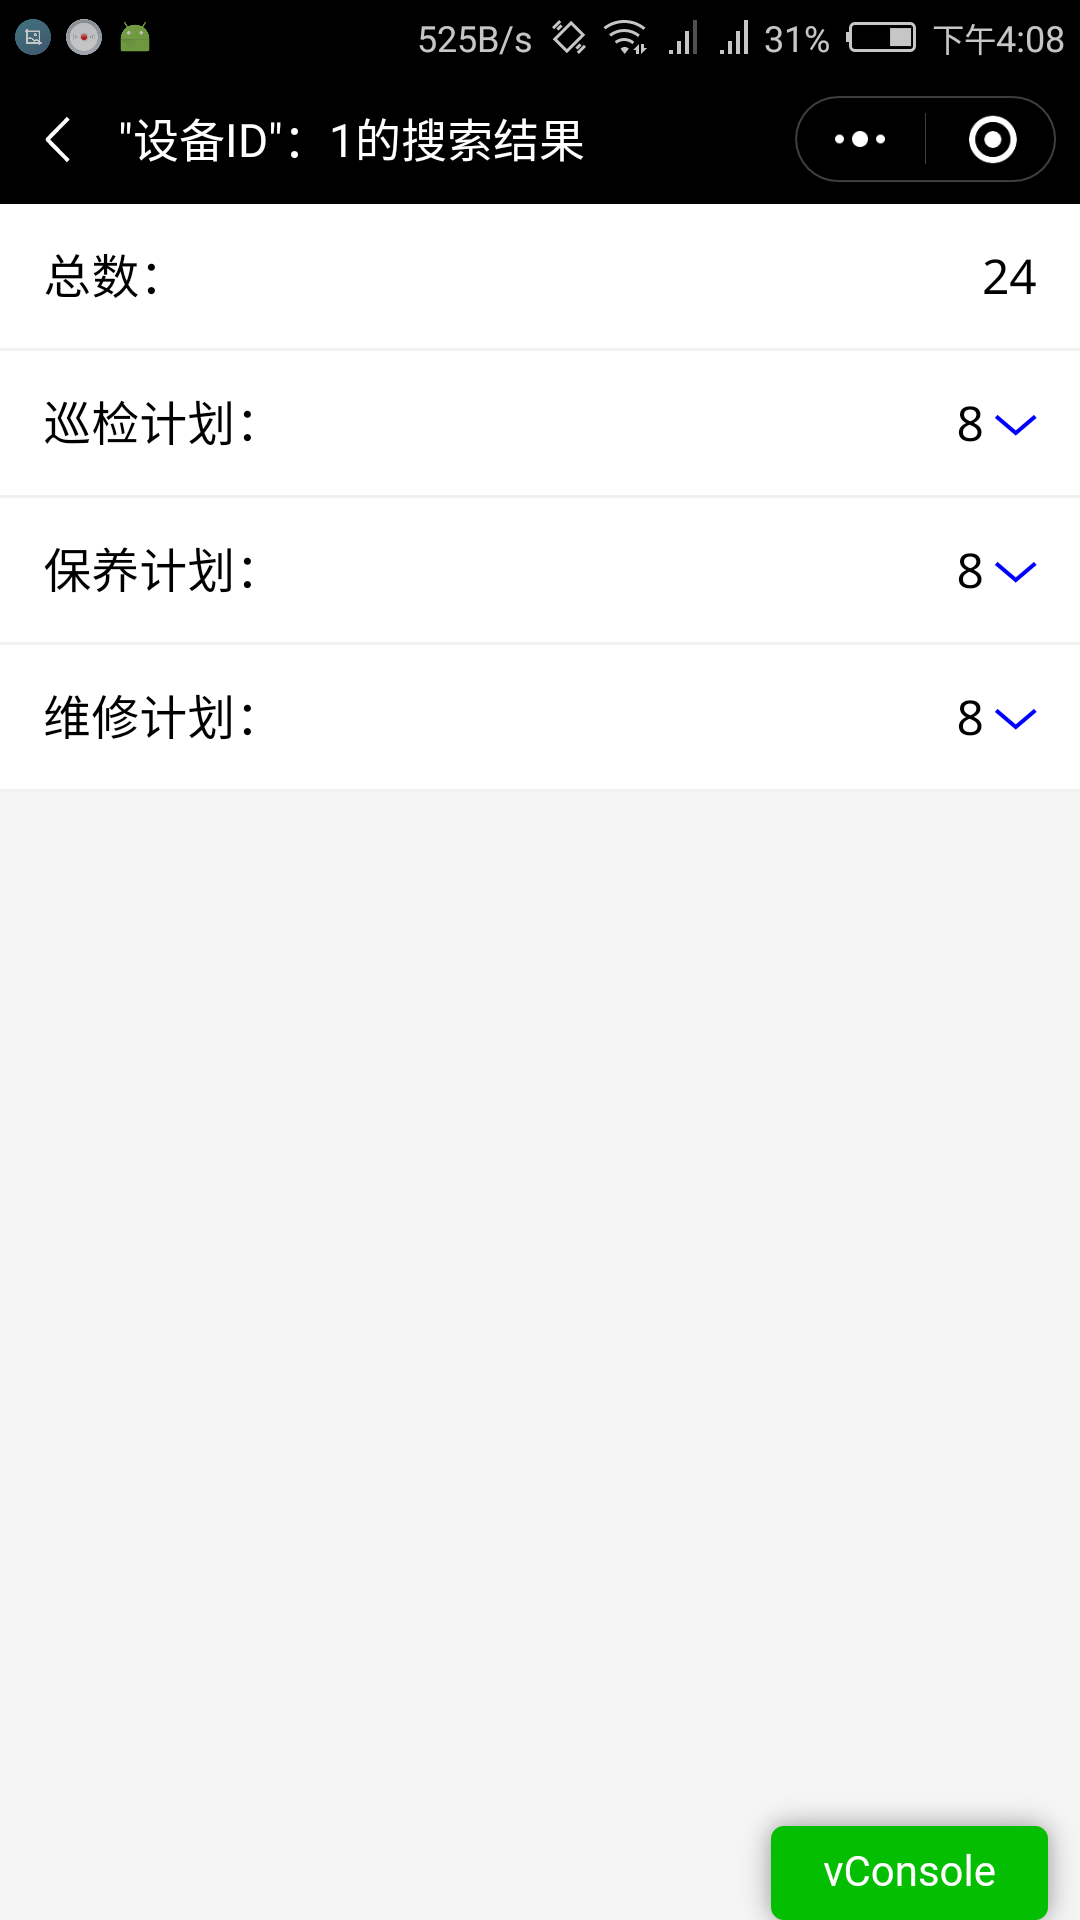 525B/s 31% 下午4:08
"设备ID"：1的搜索结果
总数： 24
巡检计划： 8
保养计划： 8
维修计划： 8
vConsole